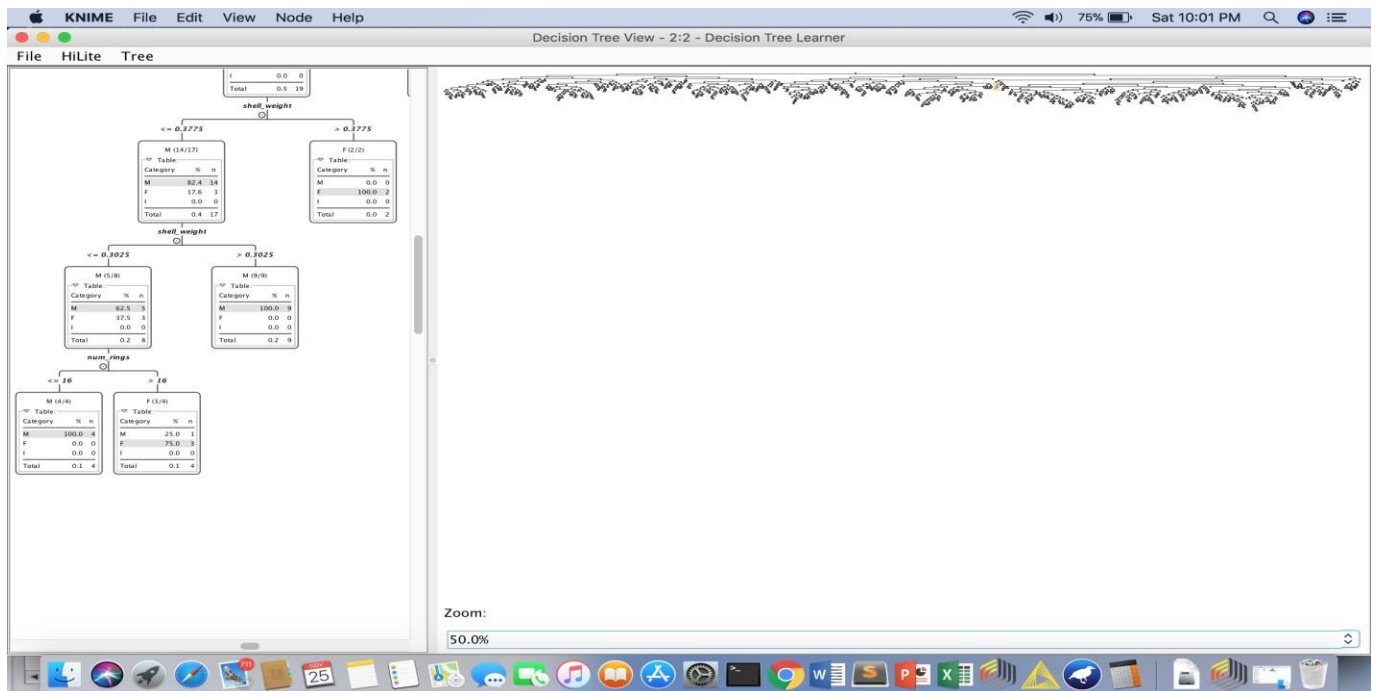 KNIME File Edit View Node Help 75% Sat 10:01 PM
Decision Tree View - 2:2 - Decision Tree Learner
File HiLite Tree
I 0.0 0
Total 0.5 19
shell_weight
<= 0.3775 > 0.3775
M (14/17)
Table:
Category % n
M 82.4 14
F 17.6 3
I 0.0 0
Total 0.4 17
F (2/2)
Table:
Category % n
M 0.0 0
F 100.0 2
I 0.0 0
Total 0.0 2
shell_weight
<= 0.3025 > 0.3025
M (5/8)
Table:
Category % n
M 62.5 5
F 37.5 3
I 0.0 0
Total 0.2 8
M (9/9)
Table:
Category % n
M 100.0 9
F 0.0 0
I 0.0 0
Total 0.2 9
num_rings
<= 16 > 16
M (4/4)
Table:
Category % n
M 100.0 4
F 0.0 0
I 0.0 0
Total 0.1 4
F (3/4)
Table:
Category % n
M 25.0 1
F 75.0 3
I 0.0 0
Total 0.1 4
Zoom:
50.0%
711
NOV
25